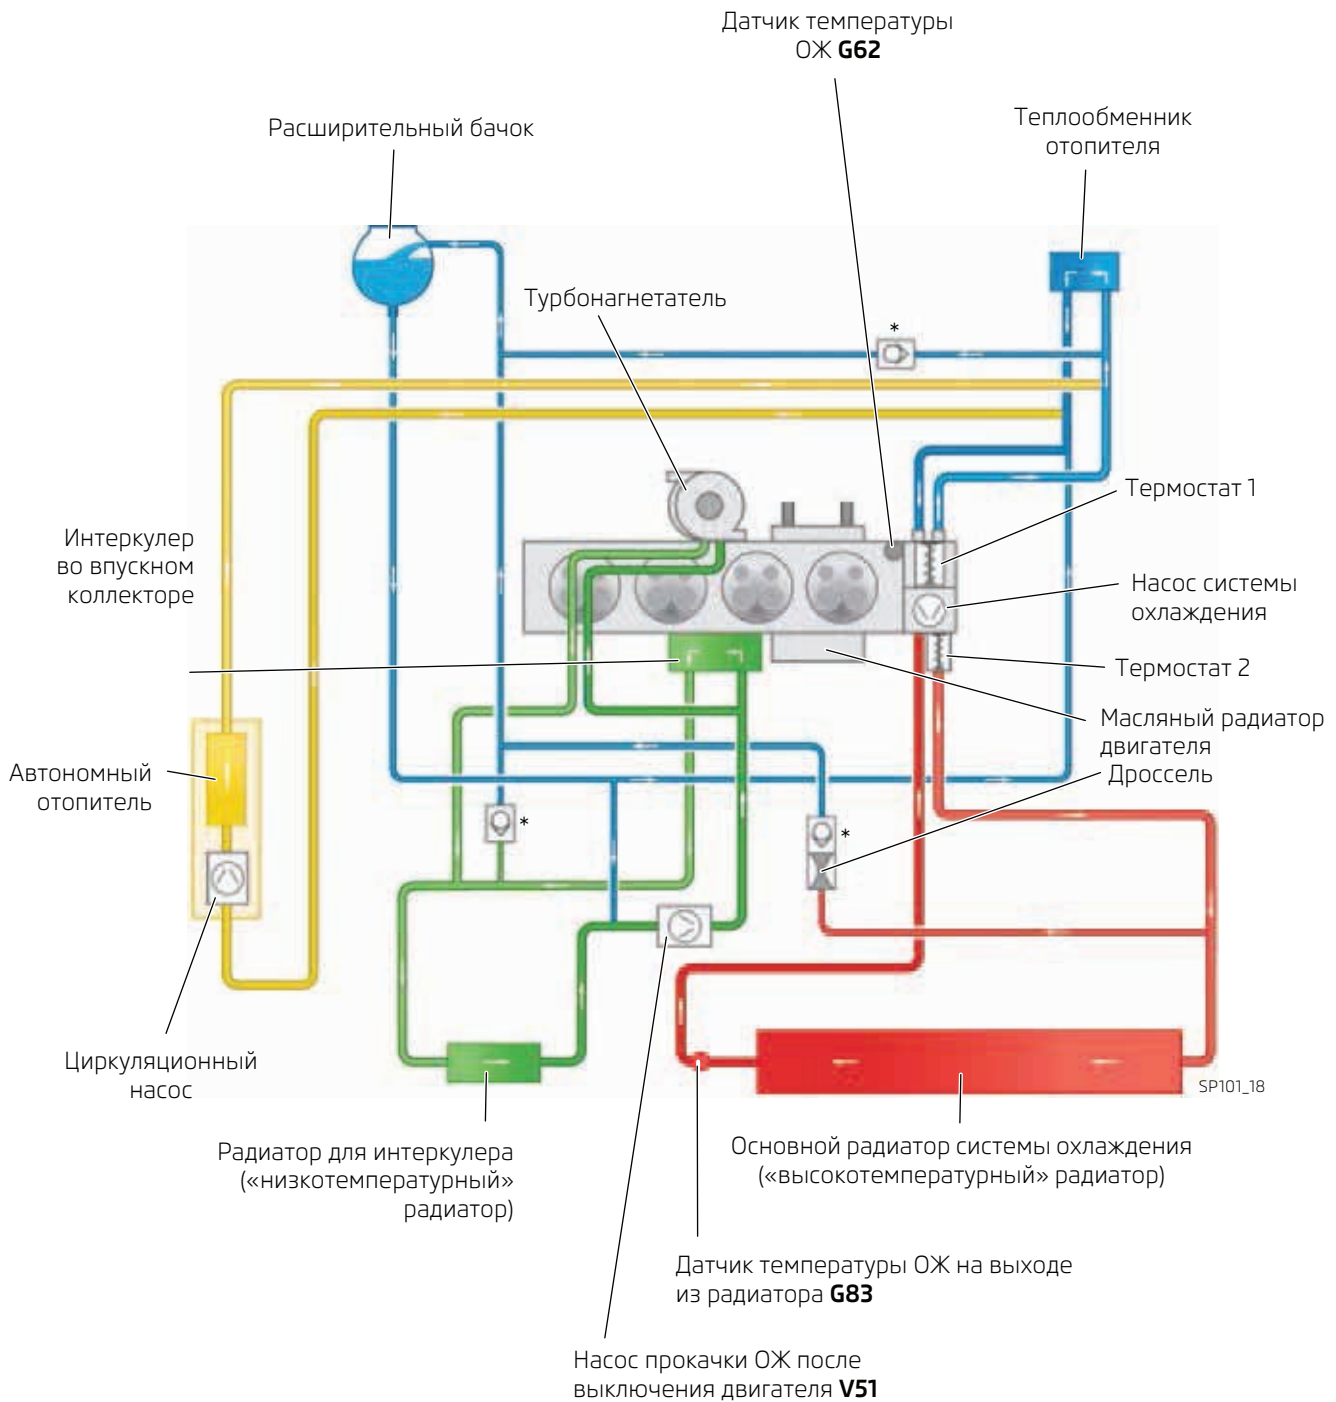 Датчик температуры
ОЖ G62
Расширительный бачок
Теплообменник
отопителя
Турбонагнетатель
*
Термостат 1
Интеркулер
во впускном
коллекторе
Насос системы
охлаждения
Термостат 2
Масляный радиатор
двигателя
Дроссель
Автономный
отопитель
*
*
Циркуляционный
насос
SP101_18
Радиатор для интеркулера
(«низкотемпературный»
радиатор)
Основной радиатор системы охлаждения
(«высокотемпературный» радиатор)
Датчик температуры ОЖ на выходе
из радиатора G83
Насос прокачки ОЖ после
выключения двигателя V51